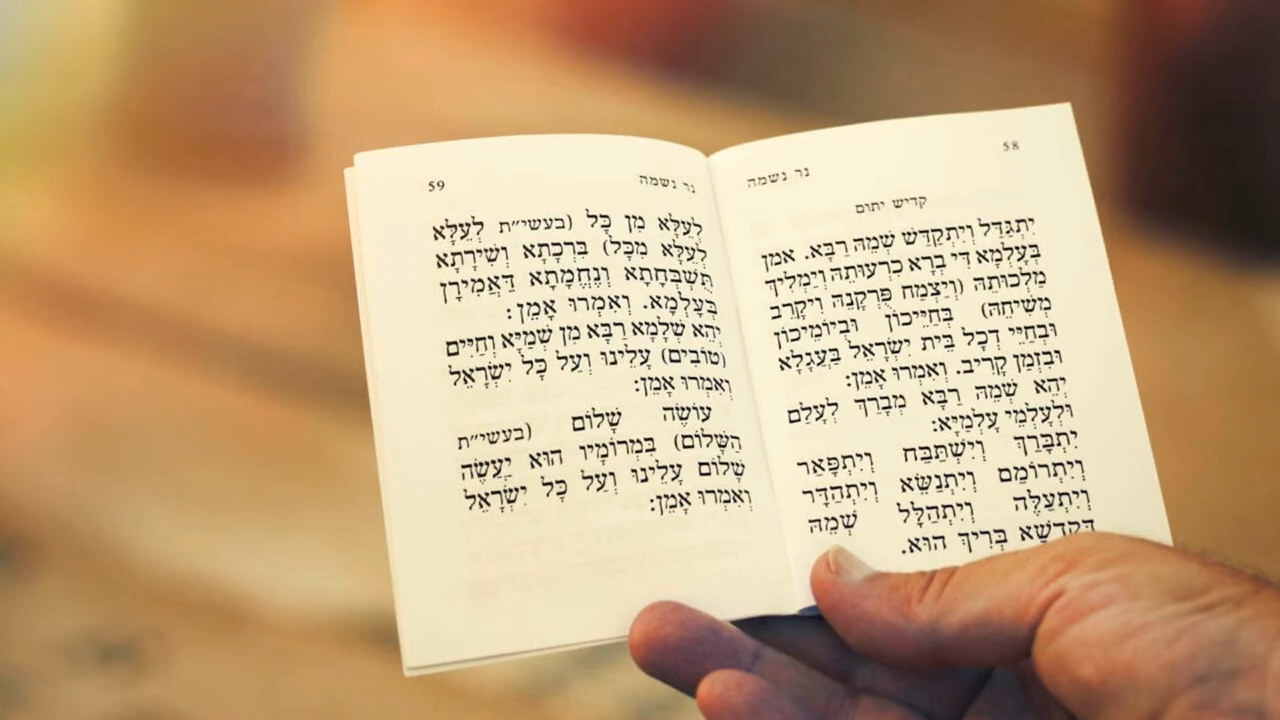 58
נר נשמה
קדיש יתום
יִתְגַּדַּל וְיִתְקַדַּשׁ שְׁמֵהּ רַבָּא. אמן
בְּעָלְמָא דִּי בְרָא כִרְעוּתֵהּ וְיַמְלִיךְ
מַלְכוּתֵהּ (וְיַצְמַח פֻּרְקָנֵהּ וִיקָרֵב
מְשִׁיחֵהּ) בְּחַיֵּיכוֹן וּבְיוֹמֵיכוֹן
וּבְחַיֵּי דְכָל בֵּית יִשְׂרָאֵל בַּעֲגָלָא
וּבִזְמַן קָרִיב. וְאִמְרוּ אָמֵן:
יְהֵא שְׁמֵהּ רַבָּא מְבָרַךְ לְעָלַם
וּלְעָלְמֵי עָלְמַיָּא:
יִתְבָּרַךְ וְיִשְׁתַּבַּח וְיִתְפָּאַר
וְיִתְרוֹמַם וְיִתְנַשֵּׂא וְיִתְהַדָּר
וְיִתְעַלֶּה וְיִתְהַלָּל שְׁמֵהּ
דְּקֻדְשָׁא בְּרִיךְ הוּא.
59
נר נשמה
לְעֵלָּא מִן כָּל (בעשי״ת לְעֵלָּא
לְעֵלָּא מִכָּל) בִּרְכָתָא וְשִׁירָתָא
תֻּשְׁבְּחָתָא וְנֶחֱמָתָא דַּאֲמִירָן
בְּעָלְמָא. וְאִמְרוּ אָמֵן:
יְהֵא שְׁלָמָא רַבָּא מִן שְׁמַיָּא וְחַיִּים
(טוֹבִים) עָלֵינוּ וְעַל כָּל יִשְׂרָאֵל
וְאִמְרוּ אָמֵן:
עוֹשֶׂה שָׁלוֹם (בעשי״ת
הַשָּׁלוֹם) בִּמְרוֹמָיו הוּא יַעֲשֶׂה
שָׁלוֹם עָלֵינוּ וְעַל כָּל יִשְׂרָאֵל
וְאִמְרוּ אָמֵן: